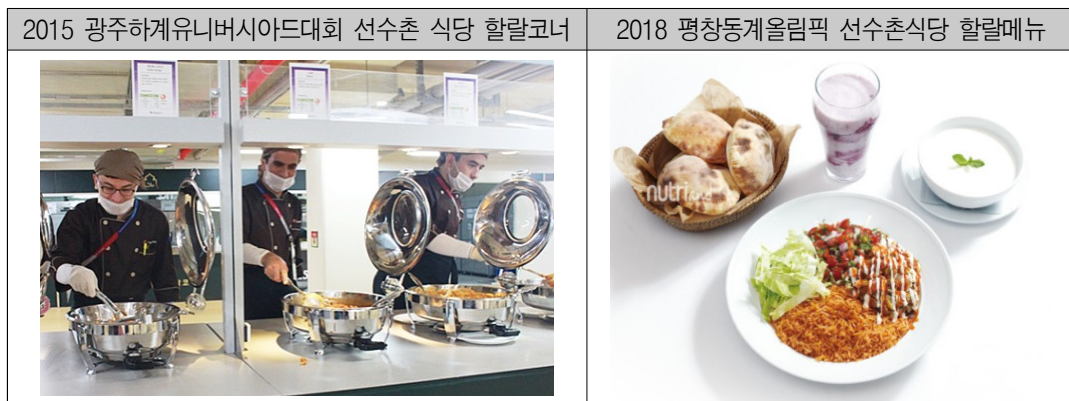 2015 광주하계유니버시아드대회 선수촌 식당 할랄코너
2018 평창동계올림픽 선수촌식당 할랄메뉴
nutri